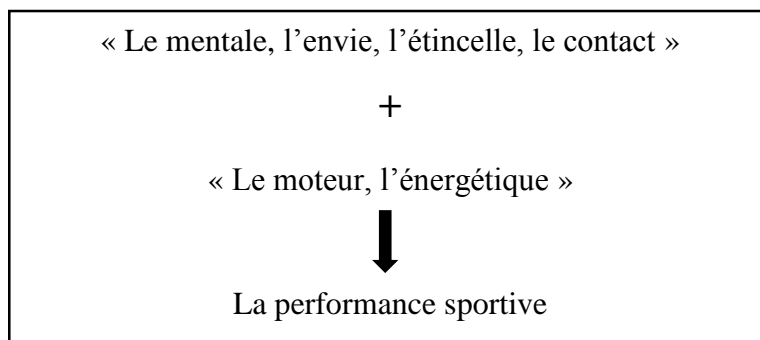 « Le mentale, l’envie, l’étincelle, le contact »
+
« Le moteur, l’énergétique »
La performance sportive